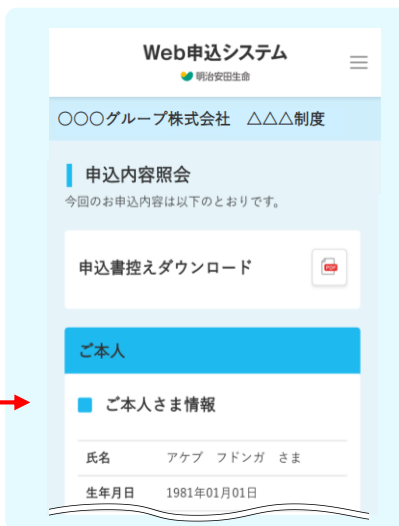 Web申込システム
明治安田生命
○○○グループ株式会社　△△△制度
申込内容照会
今回のお申込内容は以下のとおりです。
申込書控えダウンロード
PDF
ご本人
ご本人さま情報
氏名　アケブ　フドンガ　さま
生年月日　1981年01月01日